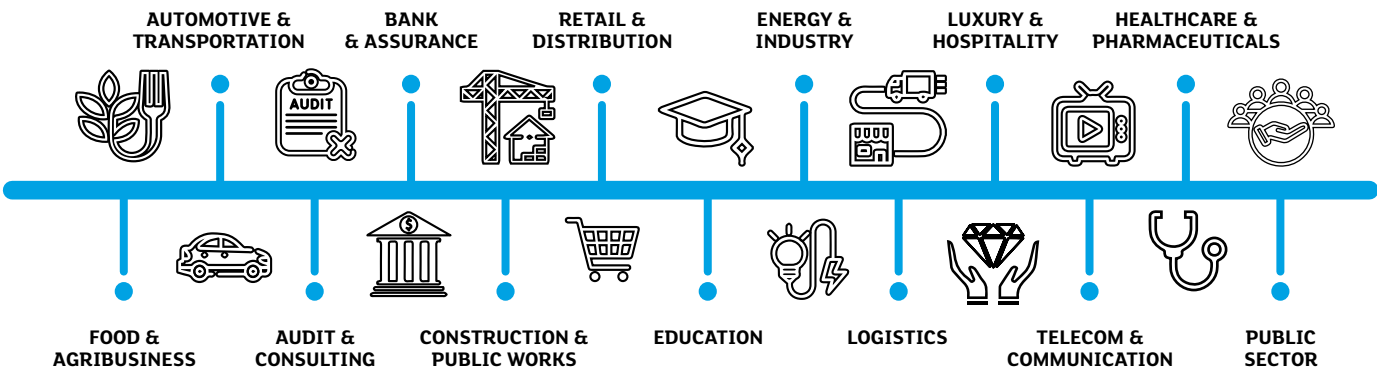 AUTOMOTIVE &
TRANSPORTATION
BANK
& ASSURANCE
RETAIL &
DISTRIBUTION
ENERGY &
INDUSTRY
LUXURY &
HOSPITALITY
HEALTHCARE &
PHARMACEUTICALS
AUDIT
$
FOOD &
AGRIBUSINESS
AUDIT &
CONSULTING
CONSTRUCTION &
PUBLIC WORKS
EDUCATION
LOGISTICS
TELECOM &
COMMUNICATION
PUBLIC
SECTOR